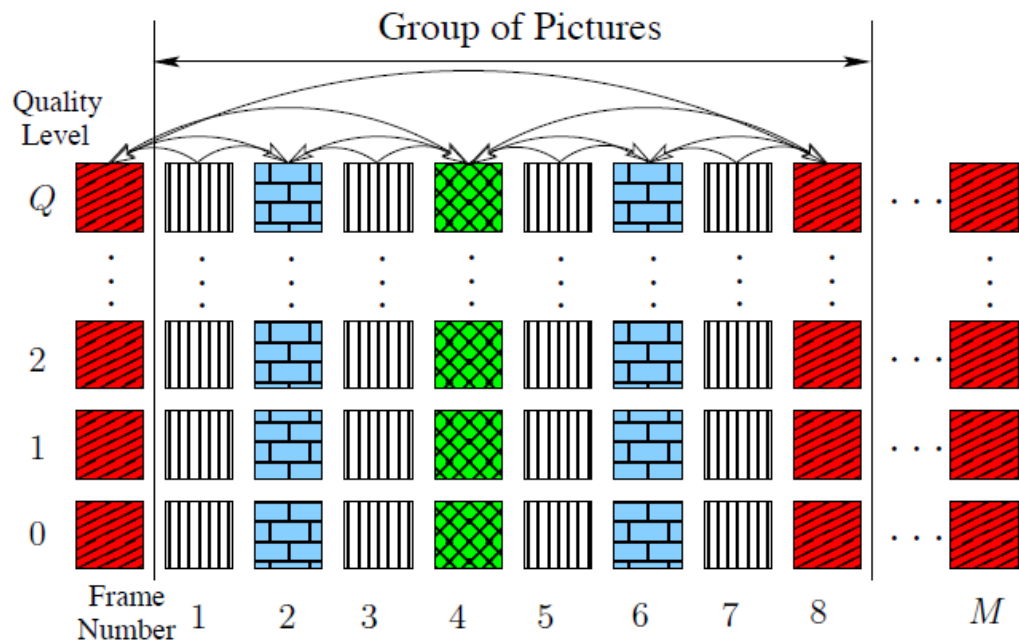 Group of Pictures
Quality
Level
Q
2
1
0
Frame
Number
1 2 3 4 5 6 7 8 M